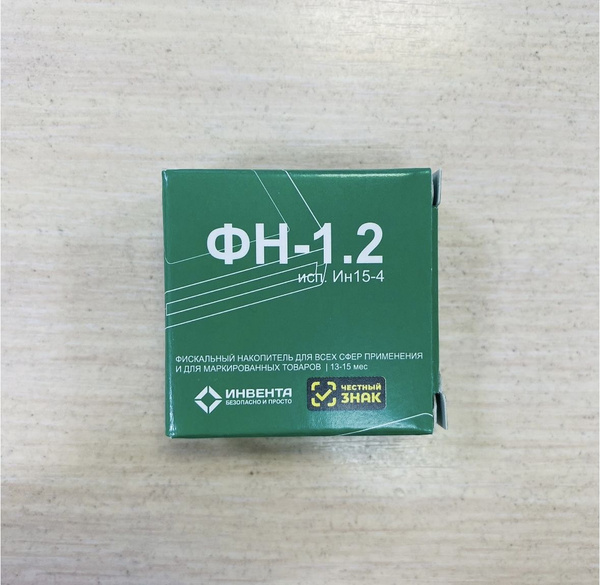 ФН-1.2
исп. Ин15-4
ФИСКАЛЬНЫЙ НАКОПИТЕЛЬ ДЛЯ ВСЕХ СФЕР ПРИМЕНЕНИЯ
И ДЛЯ МАРКИРОВАННЫХ ТОВАРОВ | 13-15 мес
ИНВЕНТА
БЕЗОПАСНО И ПРОСТО
ЧЕСТНЫЙ
ЗНАК